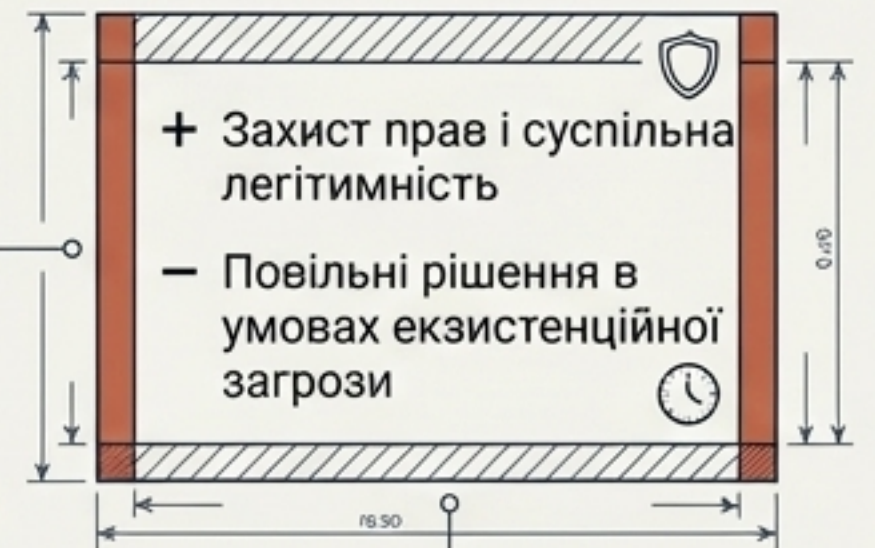 + Захист прав і суспільна
легітимність
− Повільні рішення в
умовах екзистенційної
загрози